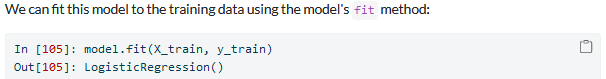 We can fit this model to the training data using the model's fit method:
In [105]: model.fit(X_train, y_train)
Out[105]: LogisticRegression()